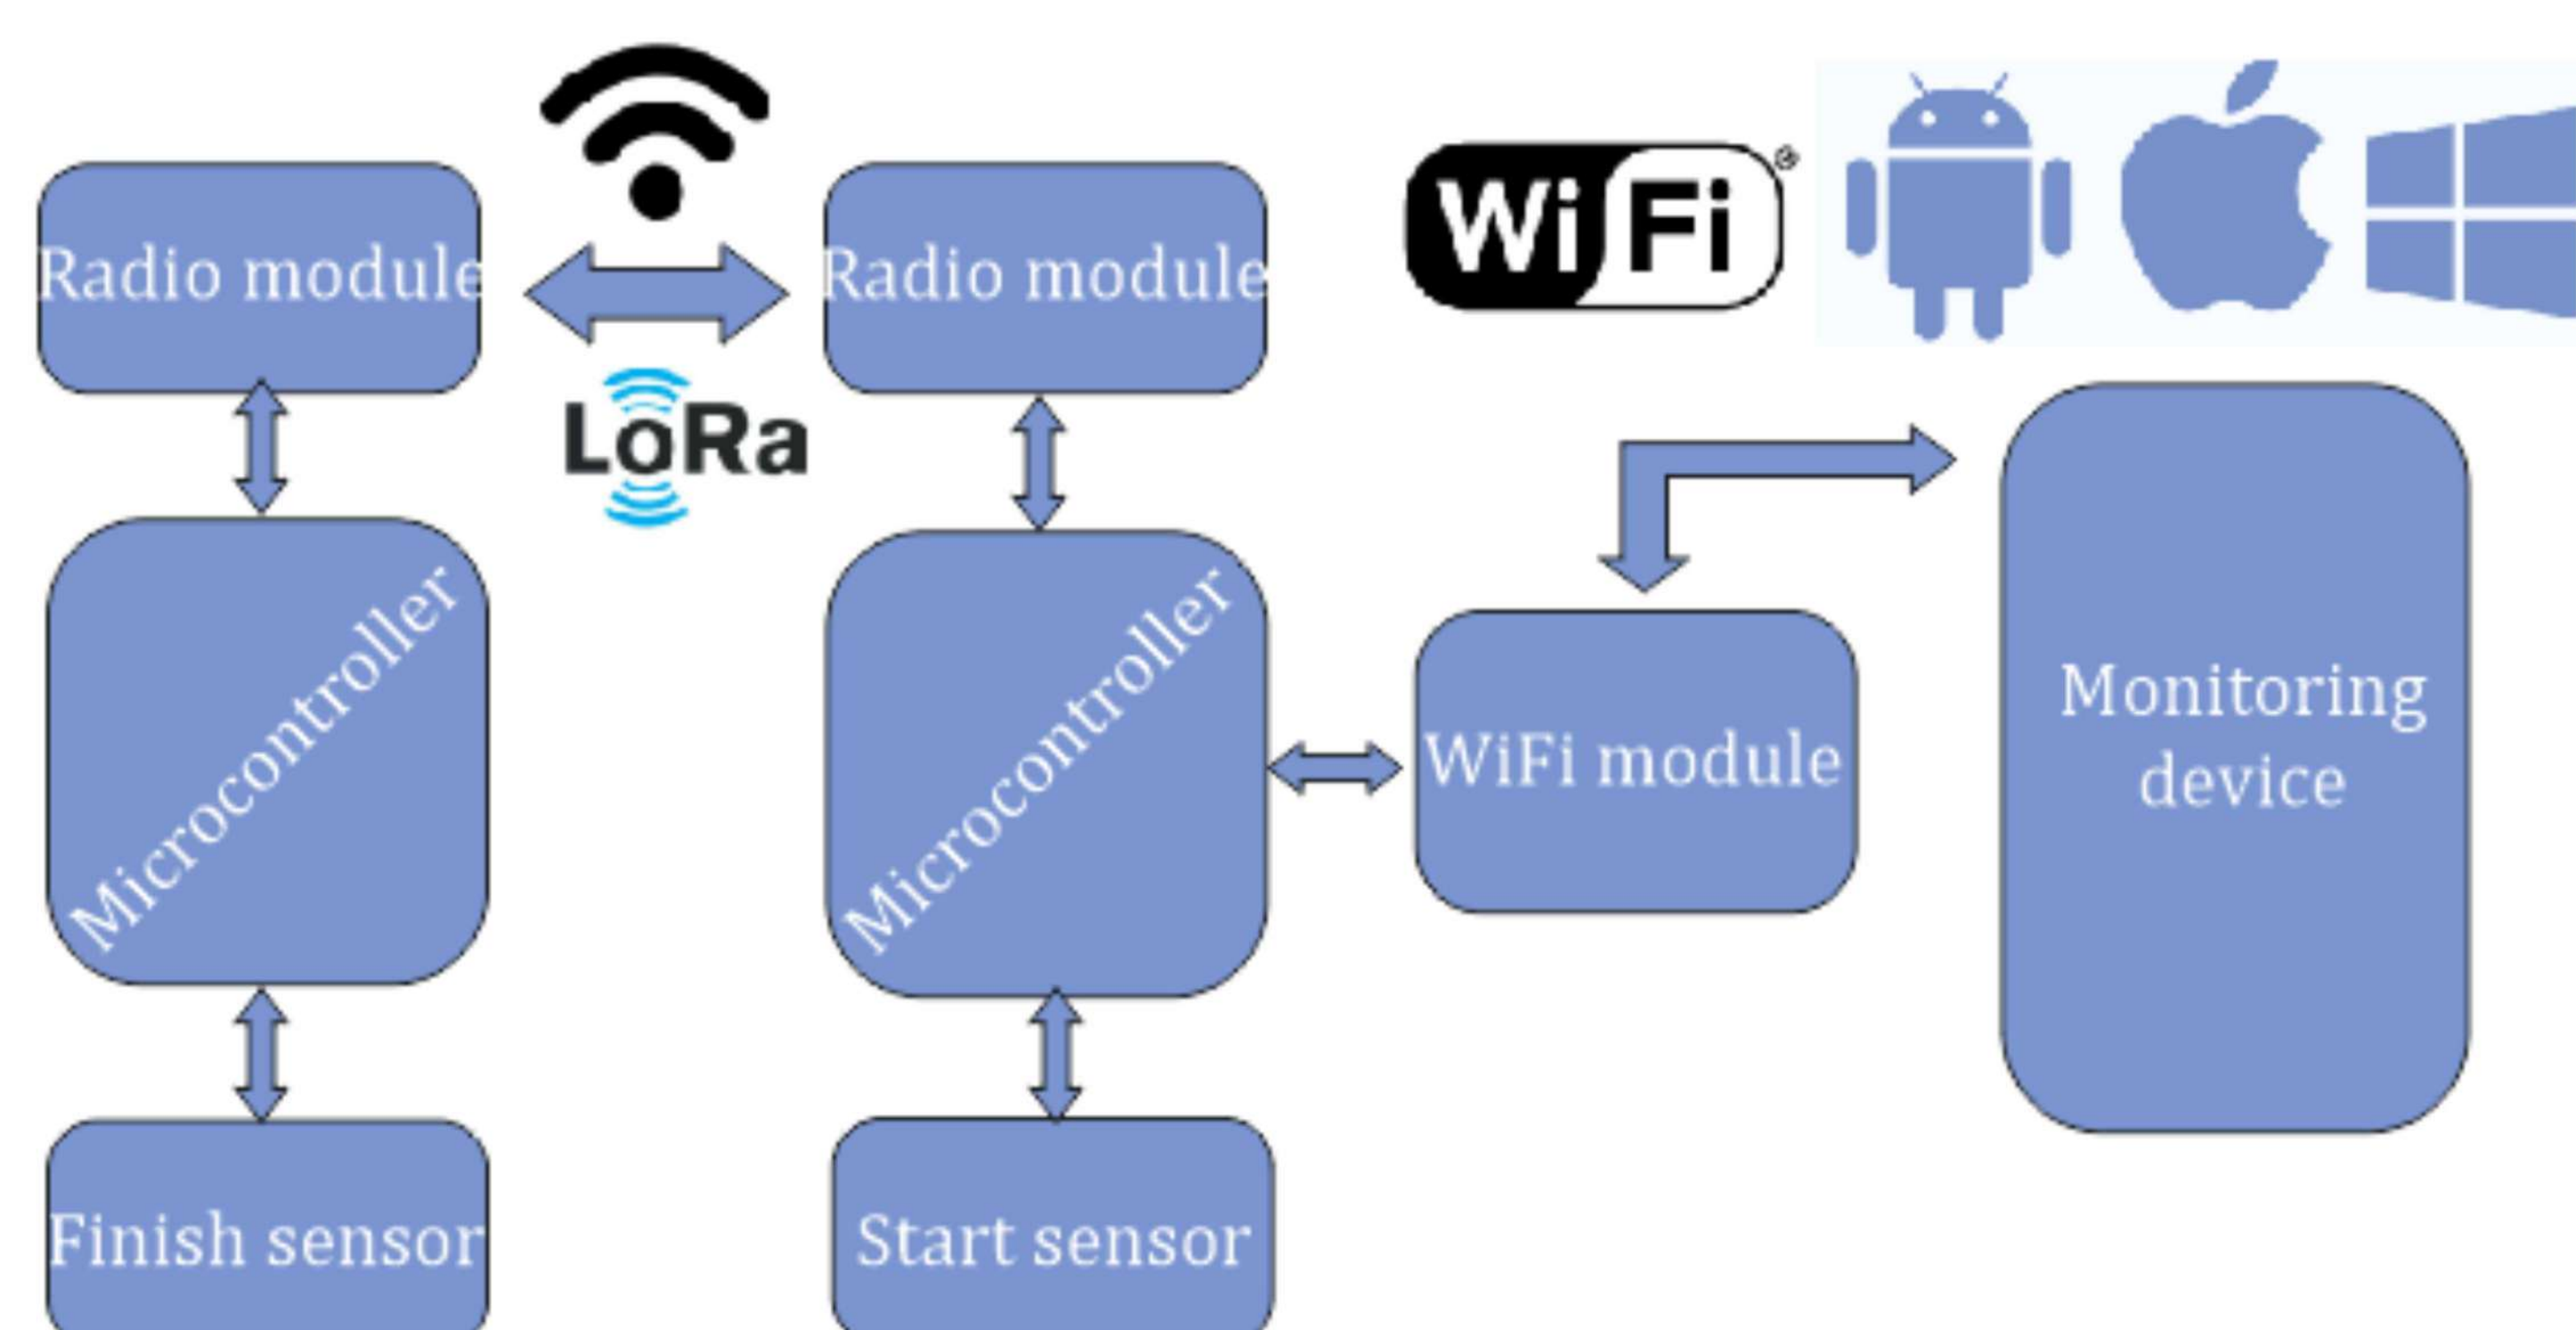 Radio module
Radio module
WiFi
®
LoRa
Microcontroller
Microcontroller
WiFi module
Monitoring
device
Finish sensor
Start sensor